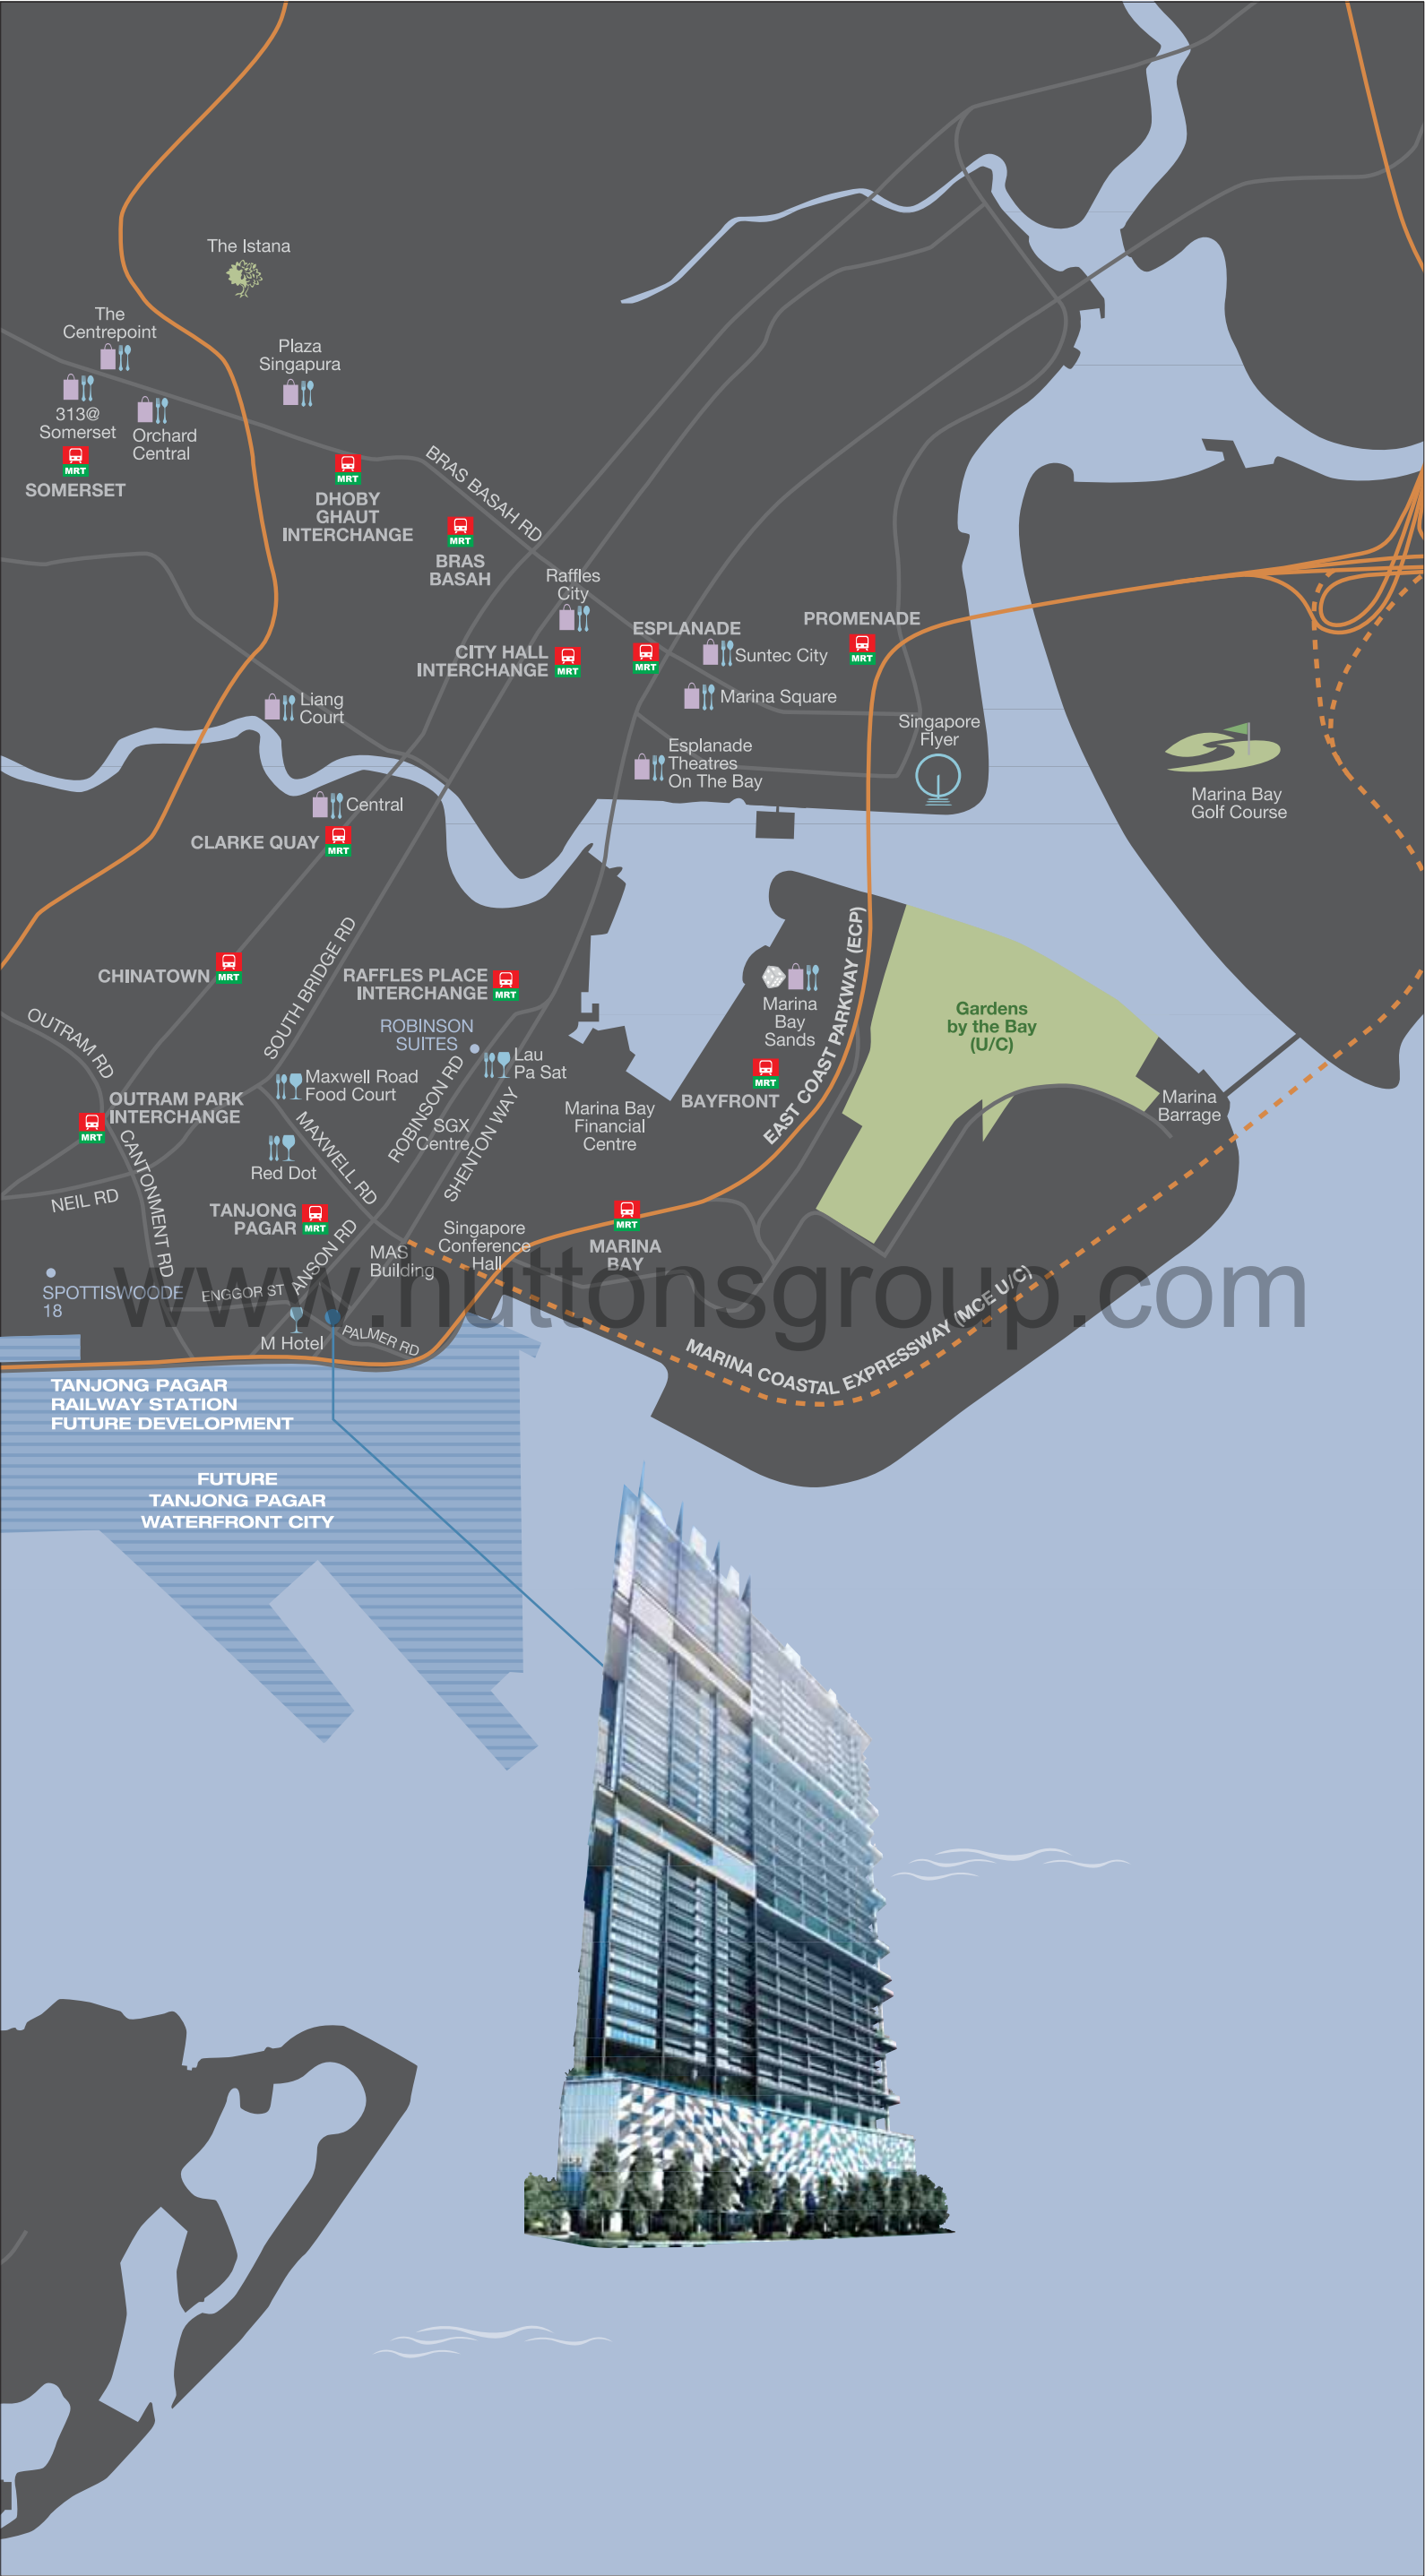 The Istana
The
Centrepoint
Plaza
Singapura
313@
Somerset
Orchard
Central
MRT
SOMERSET
MRT
DHOBY
GHAUT
INTERCHANGE
BRAS BASAH RD
MRT
BRAS
BASAH
Raffles
City
CITY HALL
INTERCHANGE
MRT
ESPLANADE
MRT
Suntec City
PROMENADE
MRT
Marina Square
Liang
Court
Singapore
Flyer
Esplanade
Theatres
On The Bay
Marina Bay
Golf Course
Central
CLARKE QUAY
MRT
CHINATOWN
MRT
SOUTH BRIDGE RD
RAFFLES PLACE
INTERCHANGE
MRT
EAST COAST PARKWAY (ECP)
Marina
Bay
Sands
Gardens
by the Bay
(U/C)
OUTRAM RD
ROBINSON
SUITES
Lau
Pa Sat
Maxwell Road
Food Court
ROBINSON RD
MRT
BAYFRONT
Marina
Barrage
OUTRAM PARK
INTERCHANGE
MRT
Marina Bay
Financial
Centre
SGX
Centre
SHENTON WAY
MAXWELL RD
CANTONMENT RD
Red Dot
NEIL RD
TANJONG
PAGAR
MRT
ANSON RD
MAS
Building
Singapore
Conference
Hall
MRT
MARINA
BAY
SPOTTISWOODE
18
ENGGOR ST
www.huttonsgroup.com
M Hotel
PALMER RD
MARINA COASTAL EXPRESSWAY (MCE U/C)
TANJONG PAGAR
RAILWAY STATION
FUTURE DEVELOPMENT
FUTURE
TANJONG PAGAR
WATERFRONT CITY